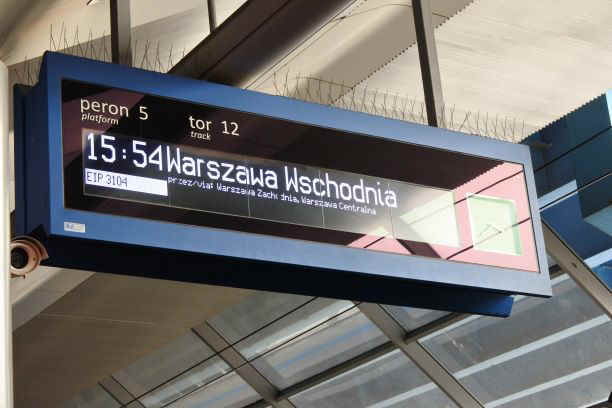 peron 5 tor 12
platform track
15:54 Warszawa Wschodnia
EIP 3104 przez/via: Warszawa Zachodnia, Warszawa Centralna